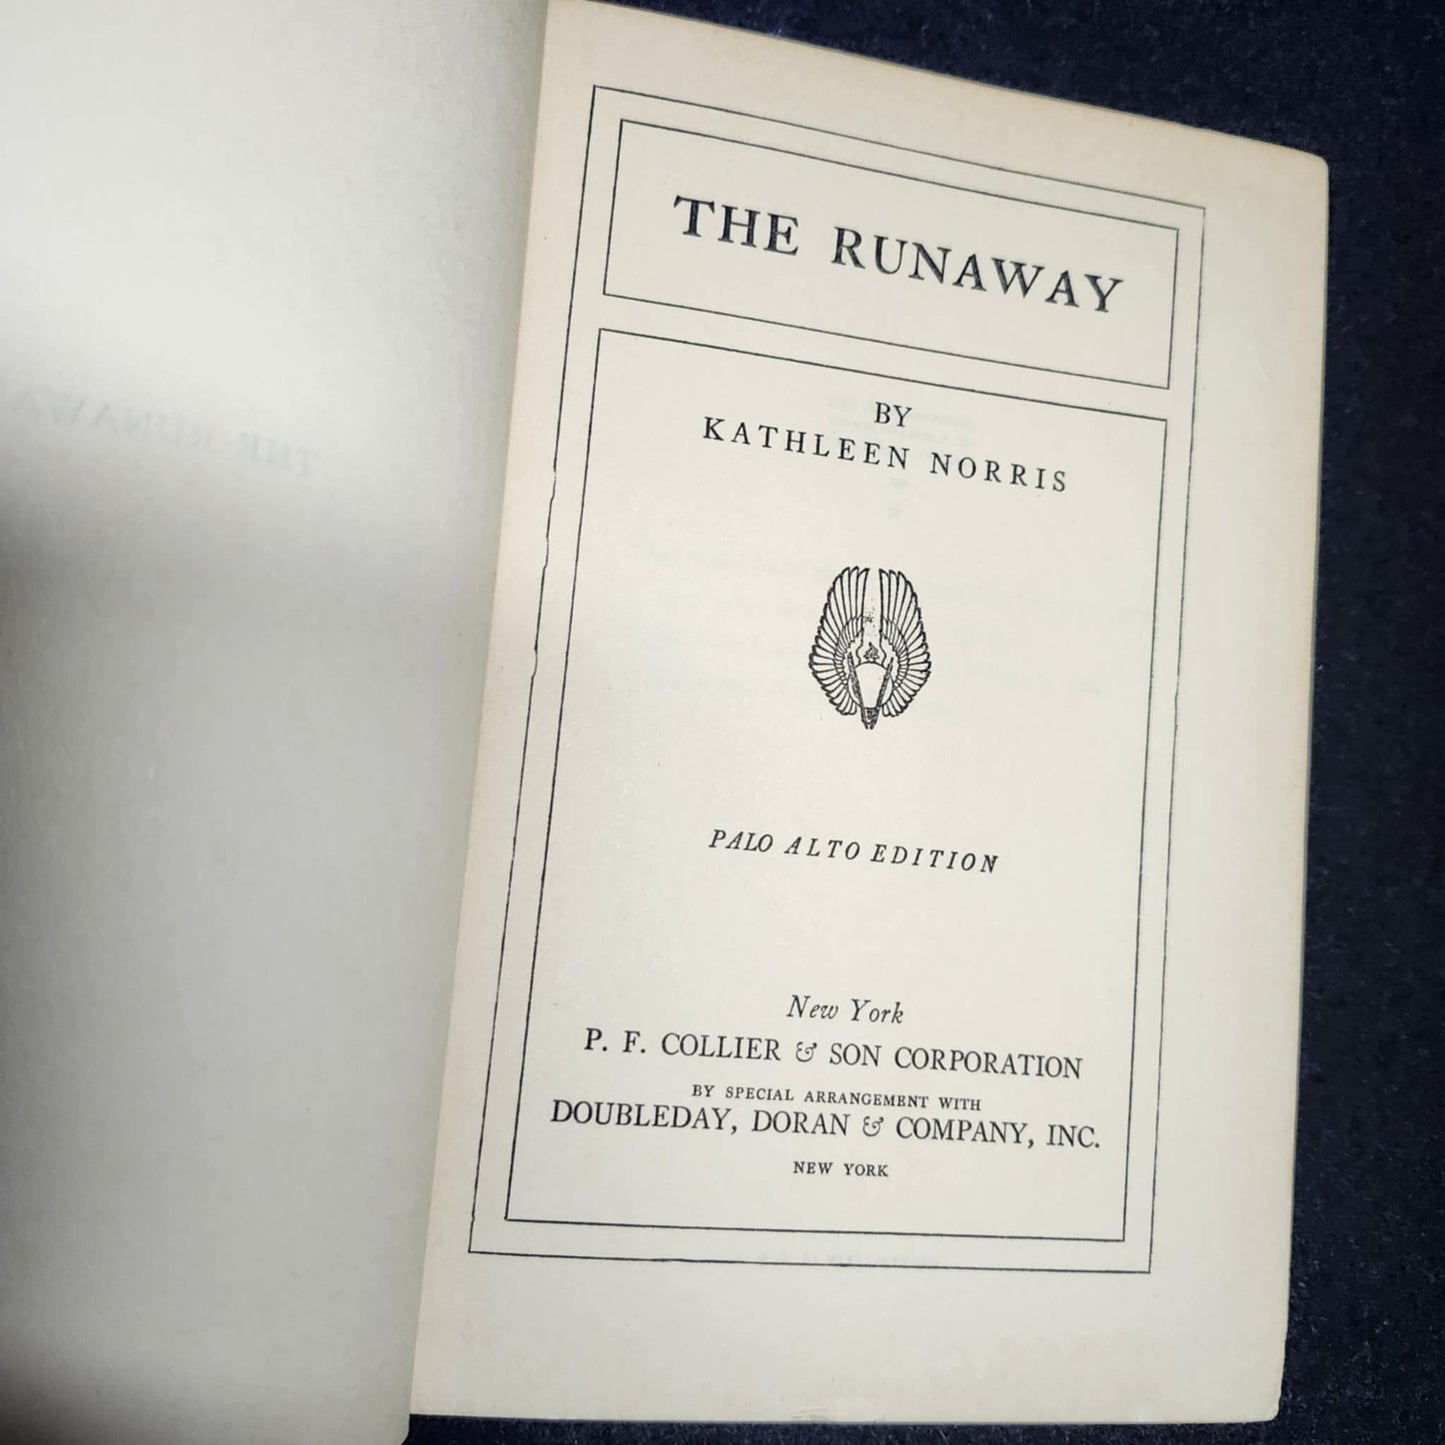 THE RUNAWAY
BY
KATHLEEN NORRIS
PALO ALTO EDITION
New York
P. F. COLLIER & SON CORPORATION
BY SPECIAL ARRANGEMENT WITH
DOUBLEDAY, DORAN & COMPANY, INC.
NEW YORK